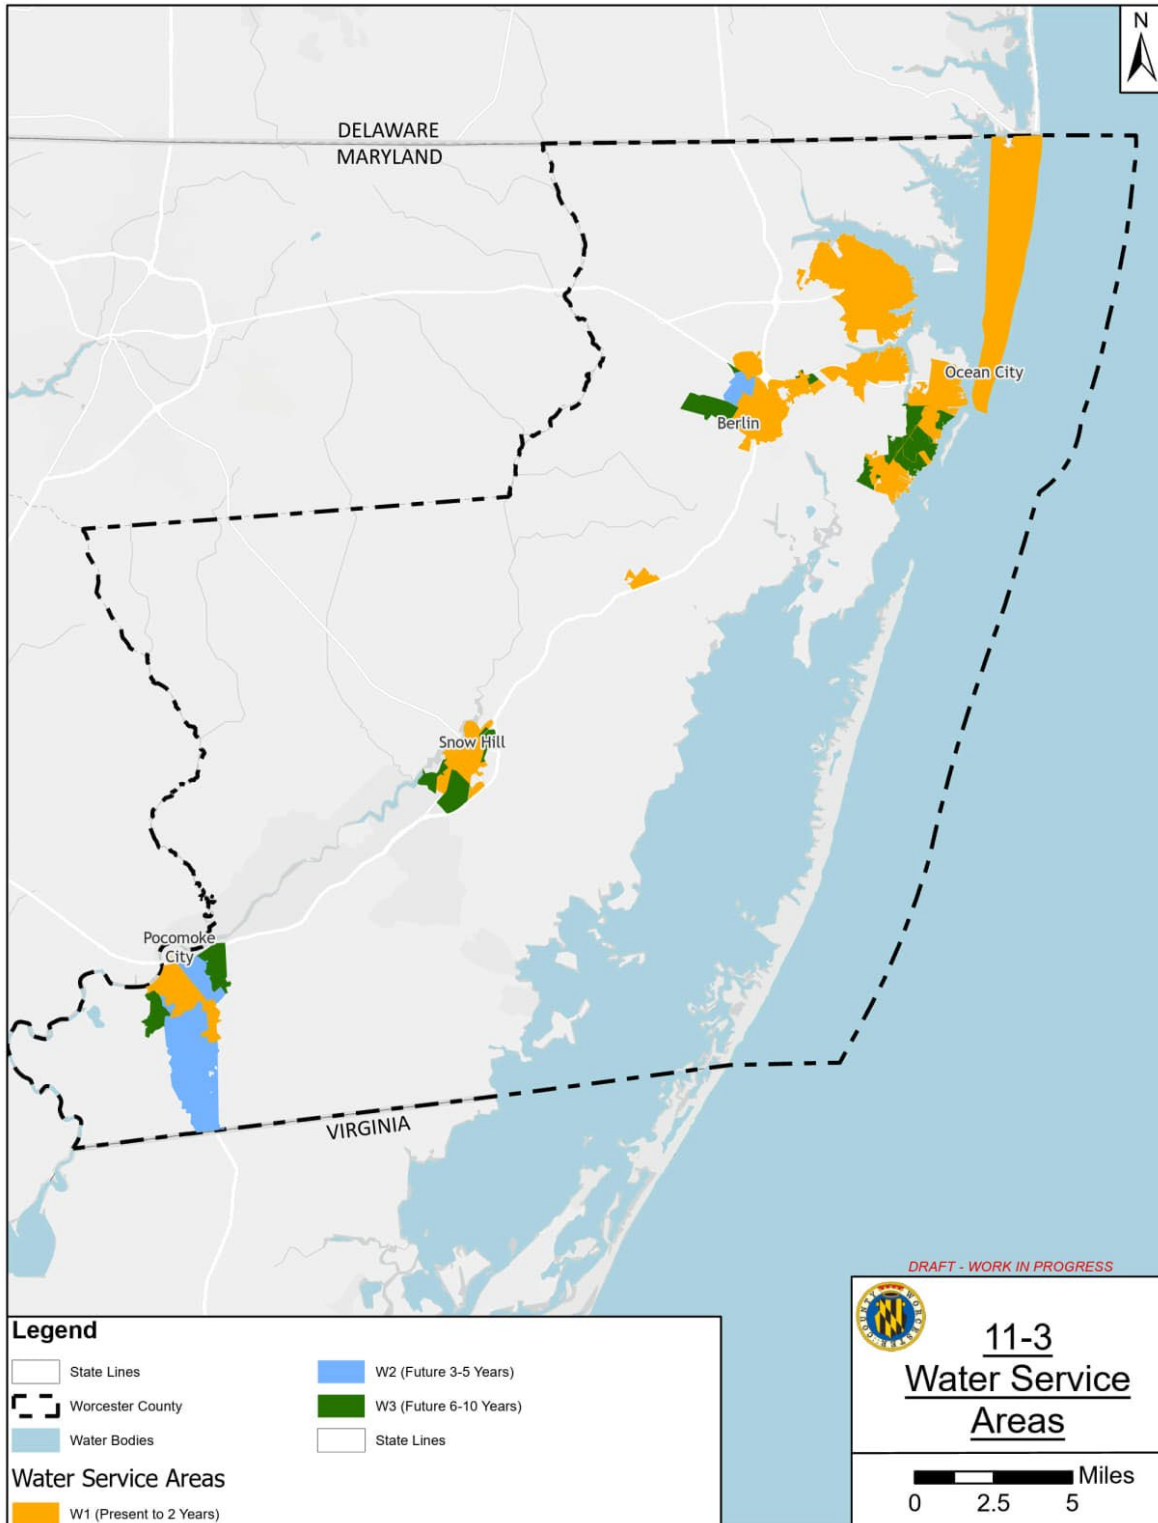 N
DELAWARE
MARYLAND
Ocean City
Berlin
Snow Hill
Pocomoke
City
VIRGINIA
DRAFT - WORK IN PROGRESS
Legend
State Lines
Worcester County
Water Bodies
Water Service Areas
W1 (Present to 2 Years)
W2 (Future 3-5 Years)
W3 (Future 6-10 Years)
State Lines
WORCESTER
COUNTY
11-3
Water Service
Areas
Miles
0 2.5 5